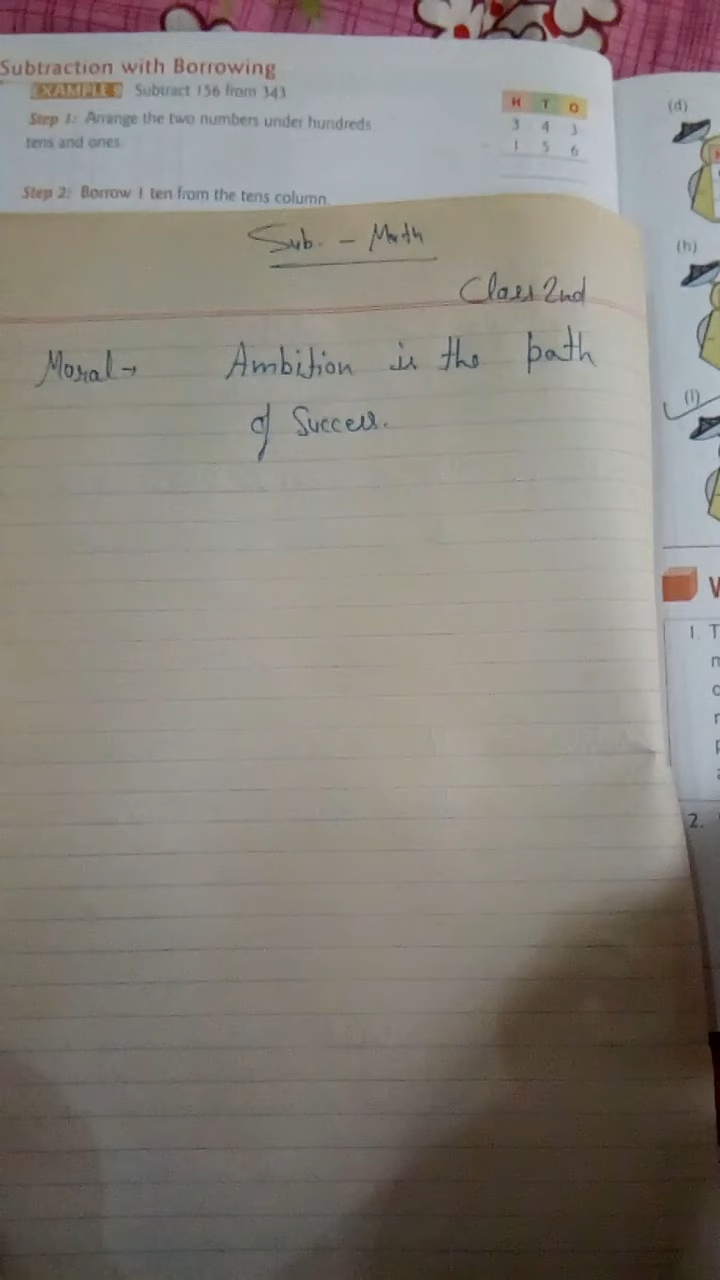 Subtraction with Borrowing
EXAMPLE Subtract 156 from 343
Step 1: Arrange the two numbers under hundreds
tens and ones
H T O
3 4 3
1 5 6
Step 2: Borrow 1 ten from the tens column
Sub. - Math
Class 2nd
Moral → Ambition is the path
of Success.
(d)
(h)
(l)
1. T
2.